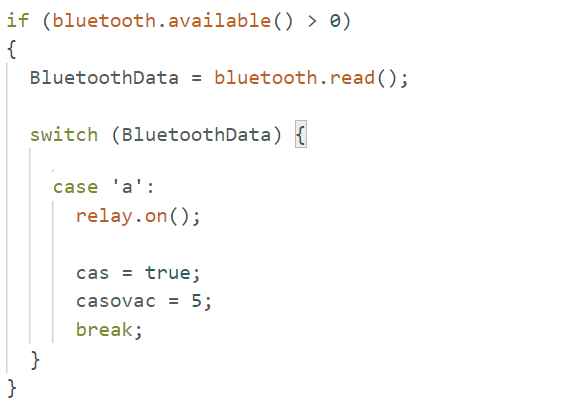 if (bluetooth.available() > 0)
{
BluetoothData = bluetooth.read();
switch (BluetoothData) {
case 'a':
relay.on();
cas = true;
casovac = 5;
break;
}
}